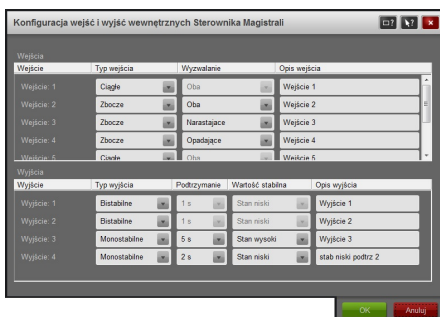 Konfiguracja wejść i wyjść wewnętrznych Sterownika Magistrali
Wejścia
Wejście Typ wejścia Wyzwalanie Opis wejścia
Wejście: 1 Ciągłe Oba Wejście 1
Wejście: 2 Zbocze Oba Wejście 2
Wejście: 3 Zbocze Narastajace Wejście 3
Wejście: 4 Zbocze Opadające Wejście 4
Wejście: 5 Ciągłe Oba Wejście 5
Wyjścia
Wyjście Typ wyjścia Podtrzymanie Wartość stabilna Opis wyjścia
Wyjście: 1 Bistabilne 1 s Stan niski Wyjście 1
Wyjście: 2 Bistabilne 1 s Stan niski Wyjście 2
Wyjście: 3 Monostabilne 5 s Stan wysoki Wyjście 3
Wyjście: 4 Monostabilne 2 s Stan niski stab niski podtrz 2
OK Anuluj